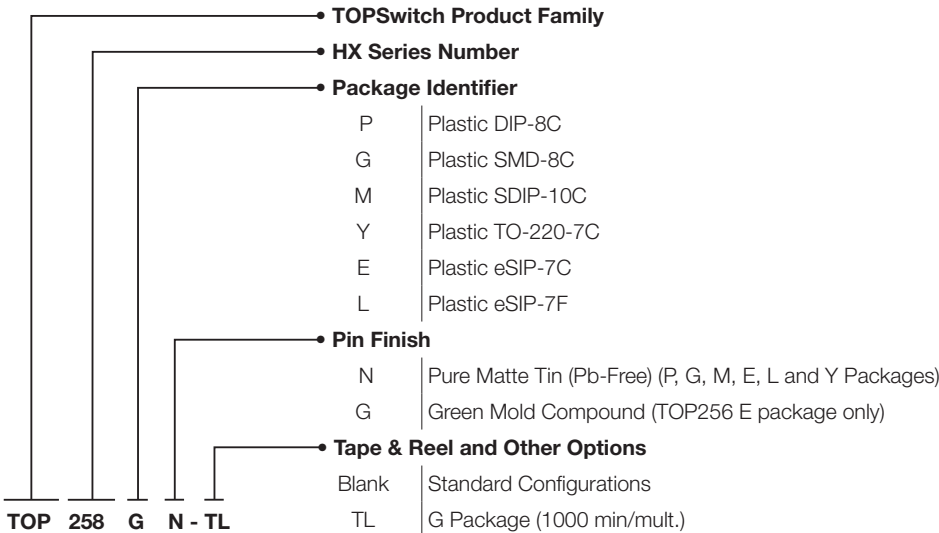 TOPSwitch Product Family
HX Series Number
Package Identifier
P Plastic DIP-8C
G Plastic SMD-8C
M Plastic SDIP-10C
Y Plastic TO-220-7C
E Plastic eSIP-7C
L Plastic eSIP-7F
Pin Finish
N Pure Matte Tin (Pb-Free) (P, G, M, E, L and Y Packages)
G Green Mold Compound (TOP256 E package only)
Tape & Reel and Other Options
Blank Standard Configurations
TL G Package (1000 min/mult.)
TOP 258 G N - TL